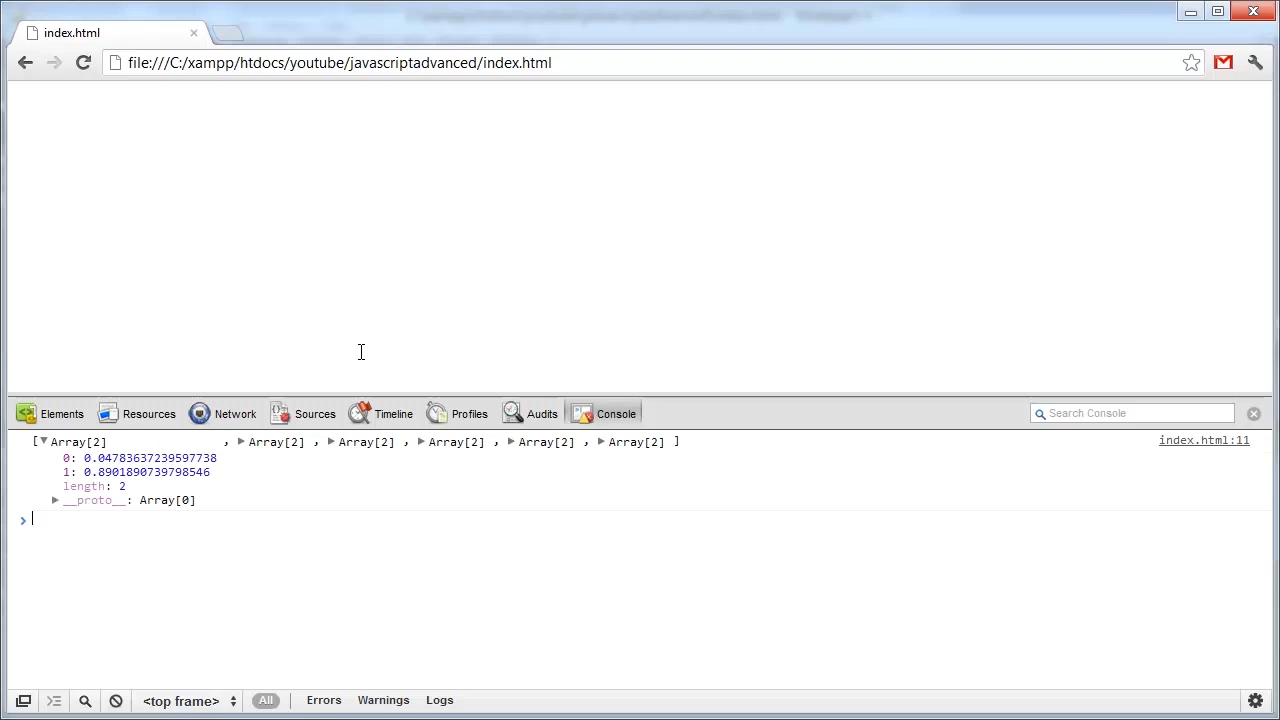 index.html
file:///C:/xampp/htdocs/youtube/javascriptadvanced/index.html
Elements Resources Network Sources Timeline Profiles Audits Console Search Console
[▼Array[2] , ▶Array[2] , ▶Array[2] , ▶Array[2] , ▶Array[2] , ▶Array[2] ] index.html:11
0: 0.04783637239597738
1: 0.8901890739798546
length: 2
▶ __proto__: Array[0]
<top frame> All Errors Warnings Logs